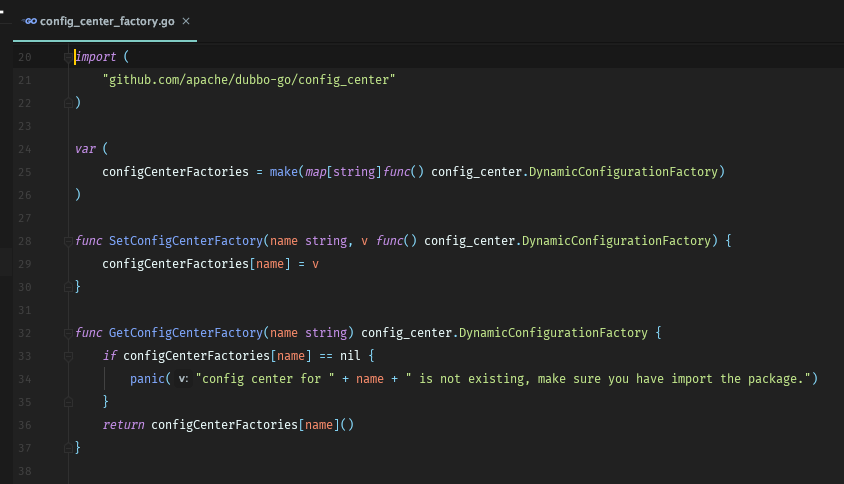 GO config_center_factory.go ×
20 import (
21 "github.com/apache/dubbo-go/config_center"
22 )
23
24 var (
25 configCenterFactories = make(map[string]func() config_center.DynamicConfigurationFactory)
26 )
27
28 func SetConfigCenterFactory(name string, v func() config_center.DynamicConfigurationFactory) {
29 configCenterFactories[name] = v
30 }
31
32 func GetConfigCenterFactory(name string) config_center.DynamicConfigurationFactory {
33 if configCenterFactories[name] == nil {
34 panic( v: "config center for " + name + " is not existing, make sure you have import the package.")
35 }
36 return configCenterFactories[name]()
37 }
38